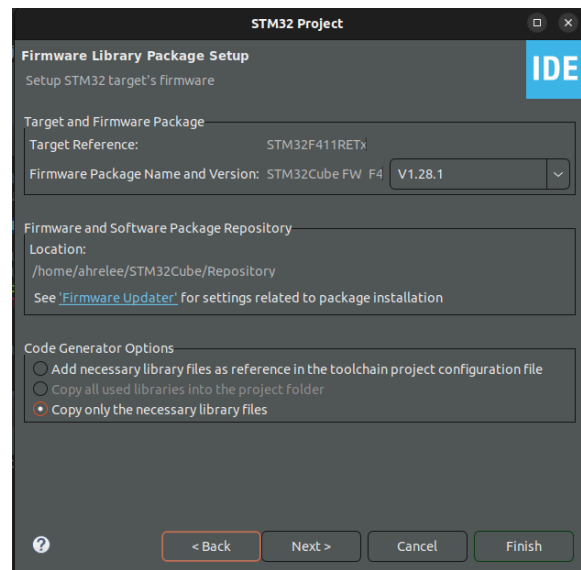 STM32 Project
Firmware Library Package Setup
Setup STM32 target's firmware
IDE
Target and Firmware Package
Target Reference: STM32F411RETx
Firmware Package Name and Version: STM32Cube FW F4 V1.28.1
Firmware and Software Package Repository
Location:
/home/ahrelee/STM32Cube/Repository
See 'Firmware Updater' for settings related to package installation
Code Generator Options
Add necessary library files as reference in the toolchain project configuration file
Copy all used libraries into the project folder
Copy only the necessary library files
? < Back Next > Cancel Finish